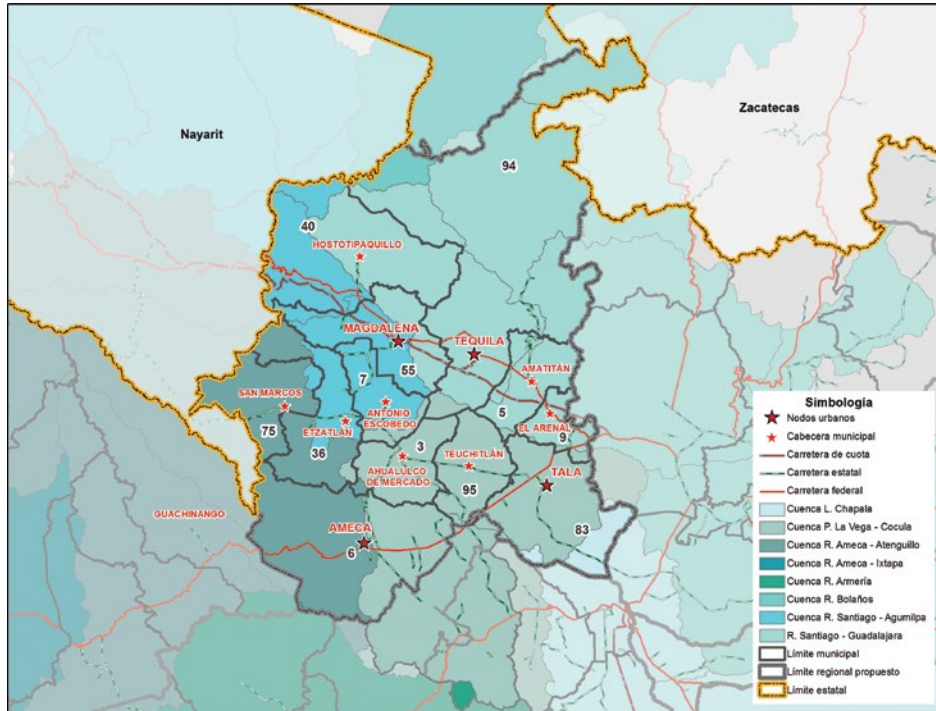 Nayarit
Zacatecas
94
40
HOSTOTIPAQUILLO
MAGDALENA
TEQUILA
AMATITÁN
7
55
SAN MARCOS
ANTONIO
ESCOBEDO
5
EL ARENAL
ETZATLÁN
75
9
36
3
TEUCHITLÁN
AHUALULCO
DE MERCADO
TALA
95
GUACHINANGO
AMECA
83
6
Simbología
Nodos urbanos
Cabecera municipal
Carretera de cuota
Carretera estatal
Carretera federal
Cuenca L. Chapala
Cuenca P. La Vega - Cocula
Cuenca R. Ameca - Atenguillo
Cuenca R. Ameca - Ixtapa
Cuenca R. Armería
Cuenca R. Bolaños
Cuenca R. Santiago - Agumilpa
R. Santiago - Guadalajara
Límite municipal
Límite regional propuesto
Límite estatal